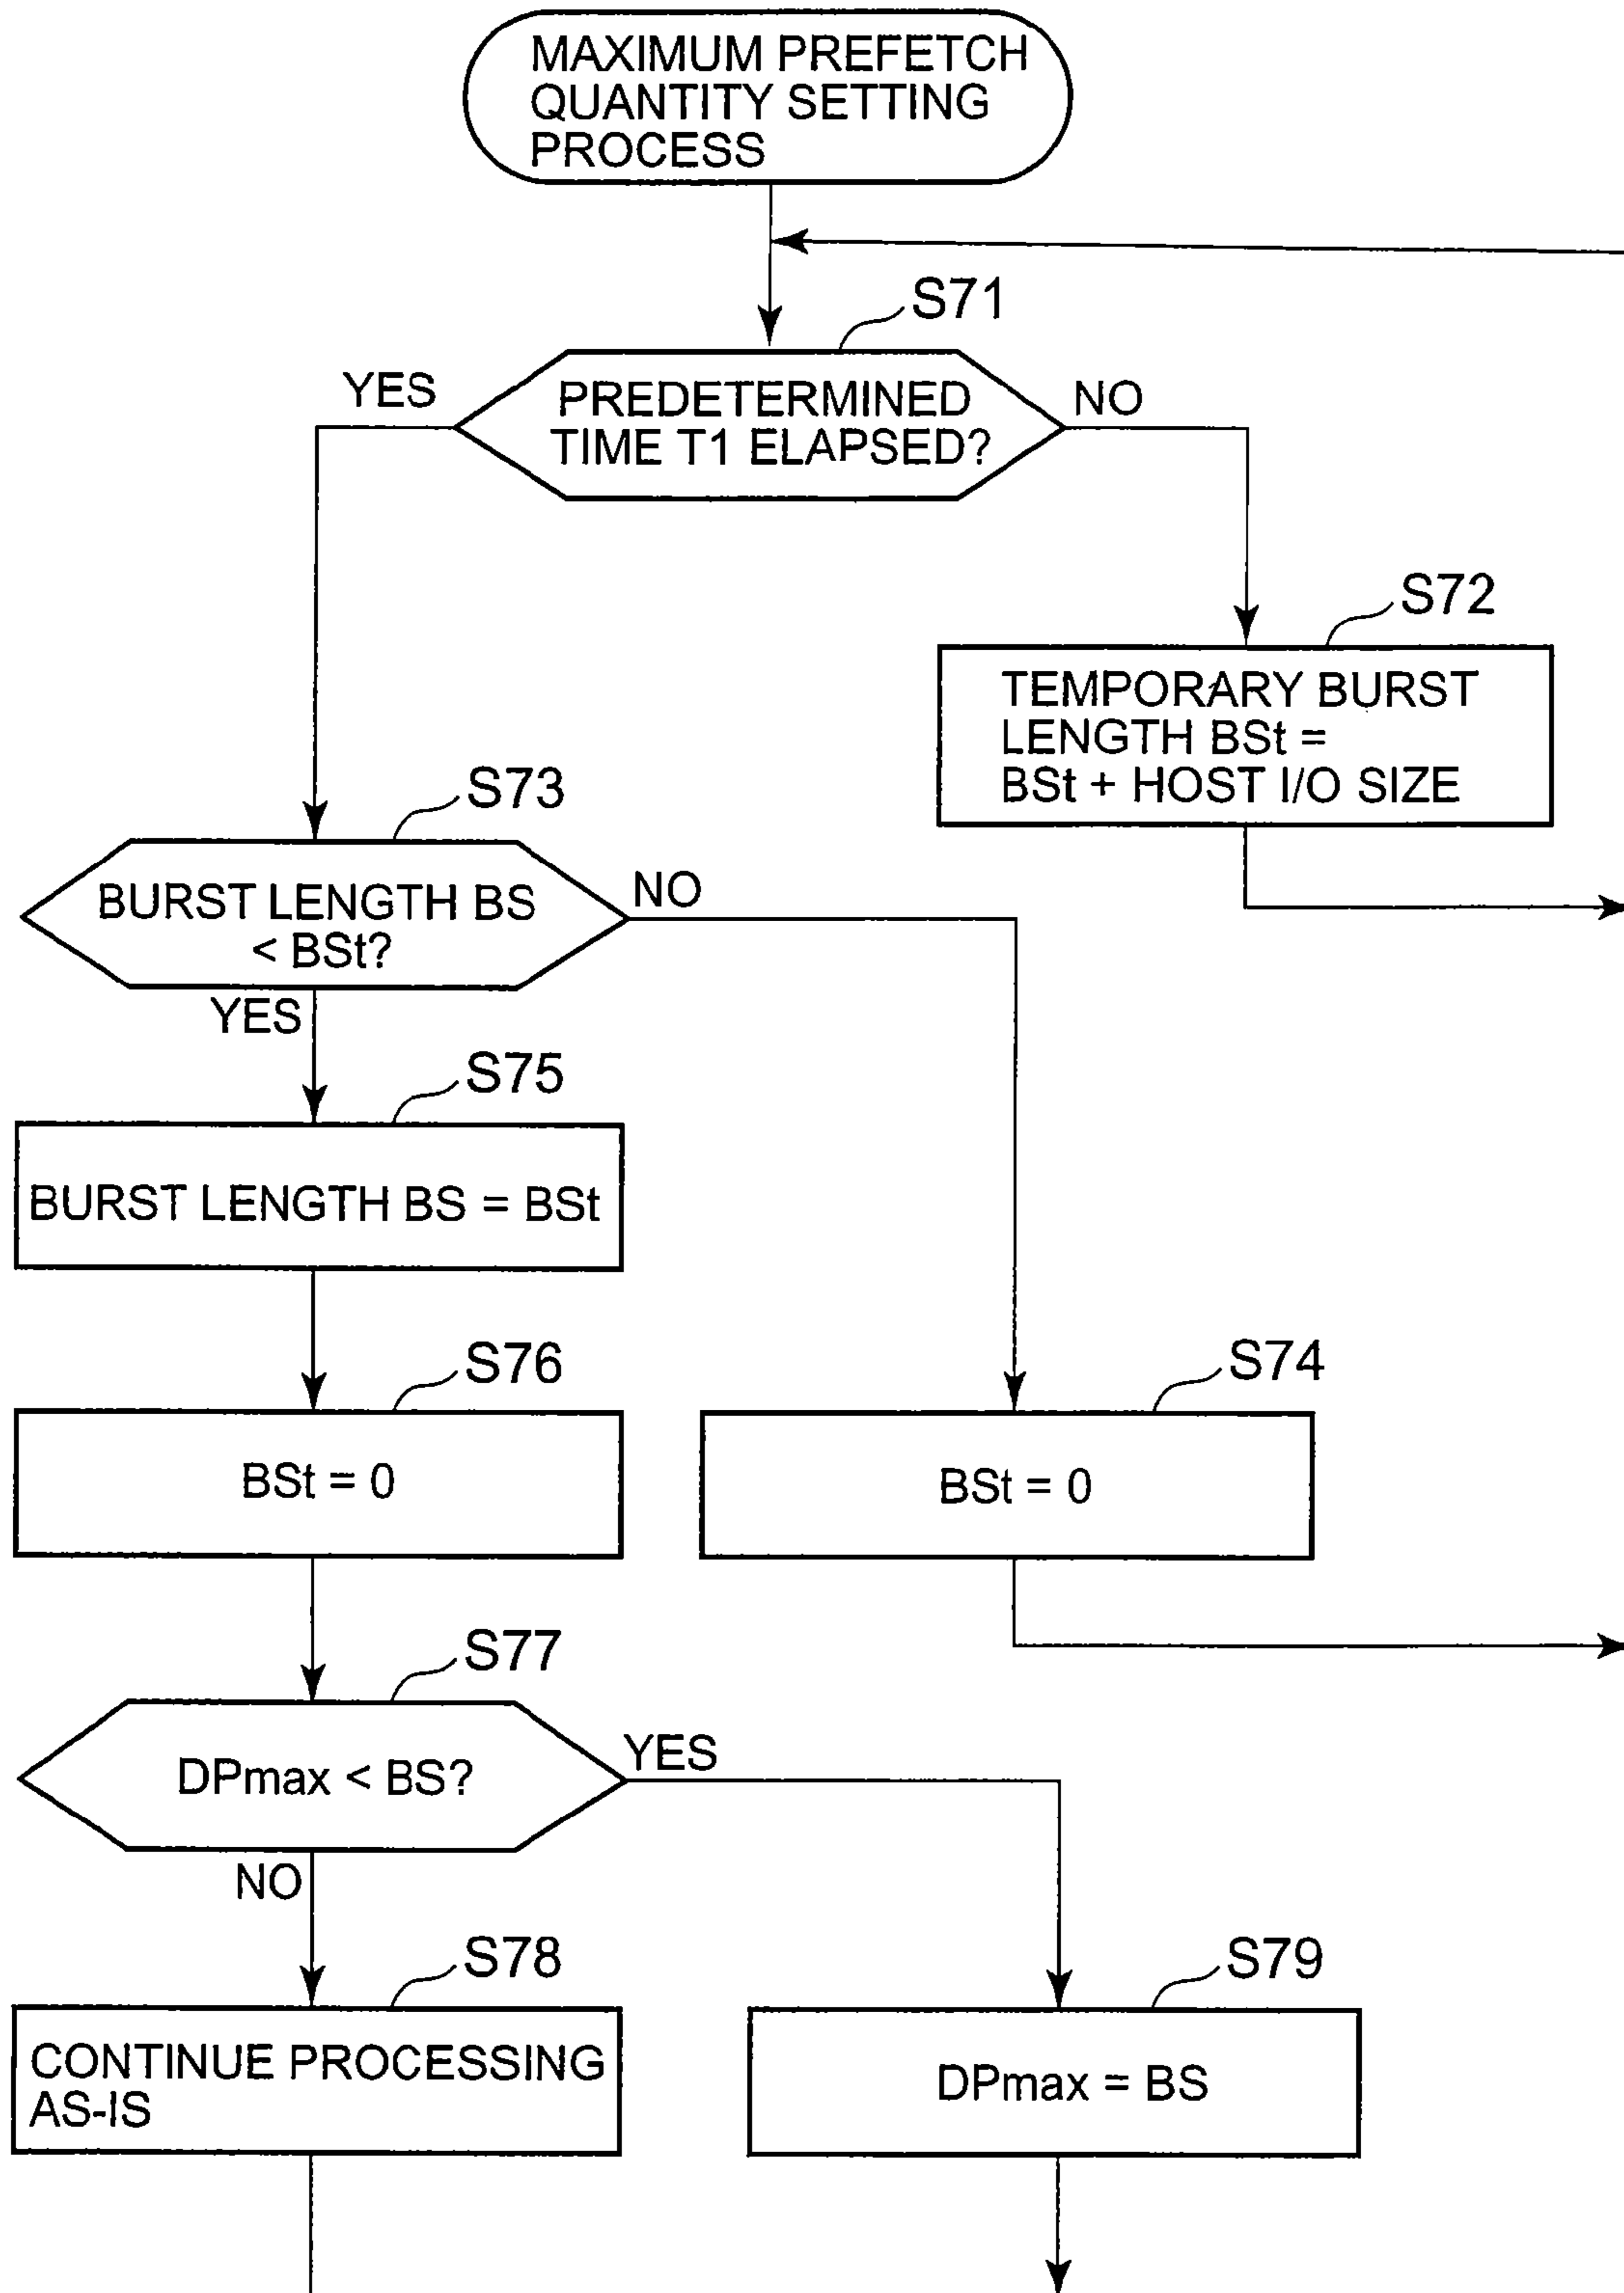 MAXIMUM PREFETCH
QUANTITY SETTING
PROCESS
S71
YES
PREDETERMINED
TIME T1 ELAPSED?
NO
S72
TEMPORARY BURST
LENGTH BSt =
BSt + HOST I/O SIZE
S73
BURST LENGTH BS
< BSt?
NO
YES
S75
BURST LENGTH BS = BSt
S76
BSt = 0
S74
BSt = 0
S77
DPmax < BS?
YES
NO
S78
CONTINUE PROCESSING
AS-IS
S79
DPmax = BS